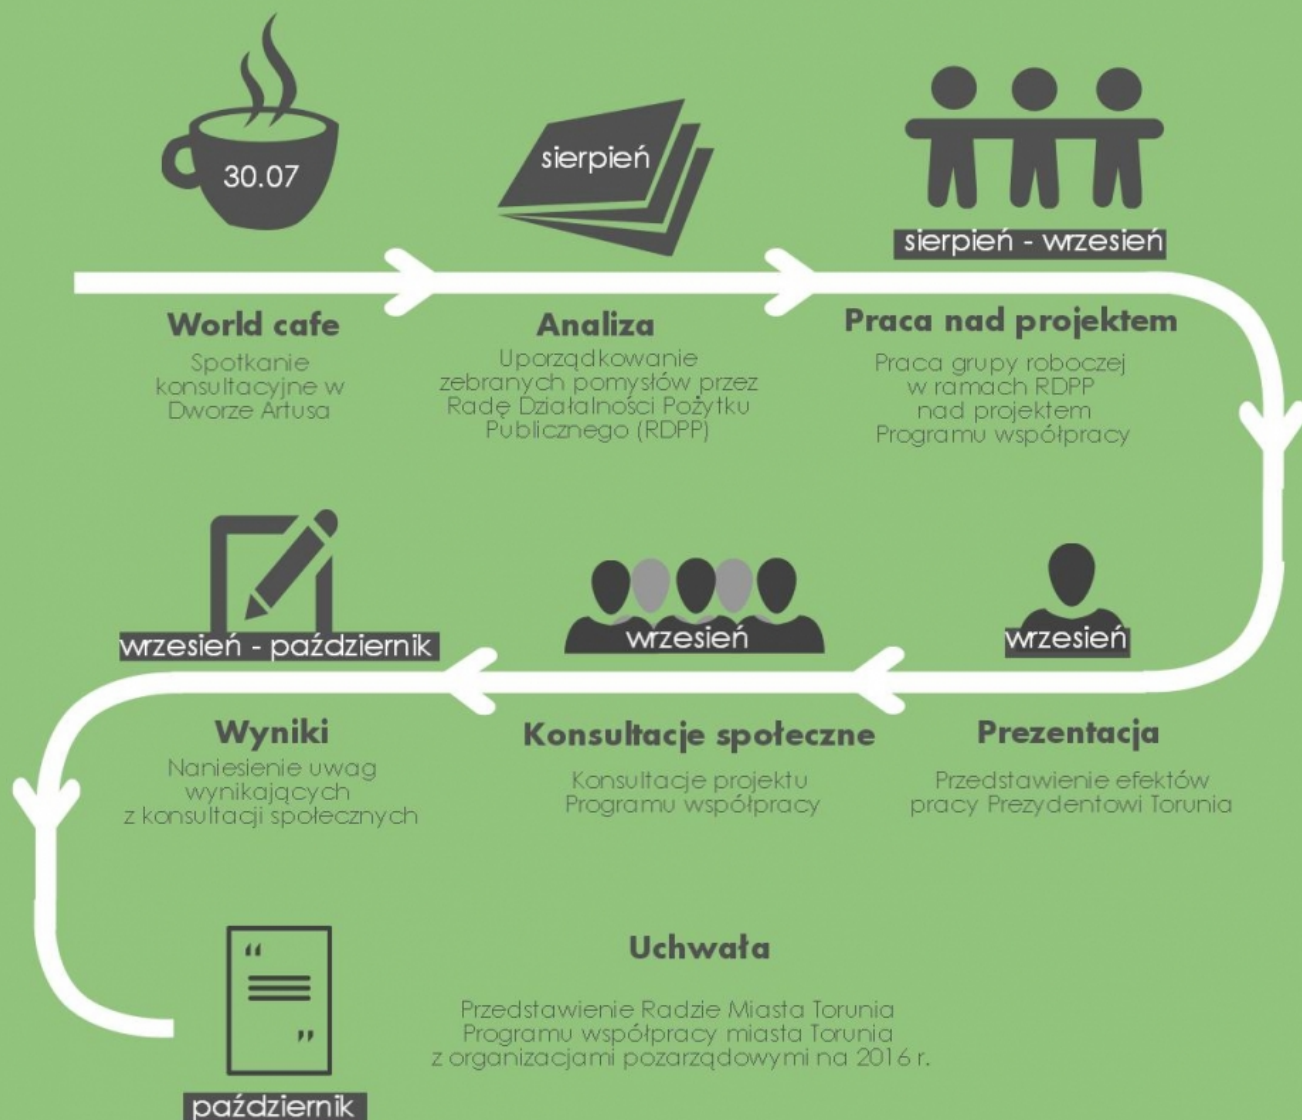 30.07
World cafe
Spotkanie
konsultacyjne w
Dworze Artusa
sierpień
Analiza
Uporządkowanie
zebranych pomysłów przez
Radę Działalności Pożytku
Publicznego (RDPP)
sierpień - wrzesień
Praca nad projektem
Praca grupy roboczej
w ramach RDPP
nad projektem
Programu współpracy
wrzesień
Prezentacja
Przedstawienie efektów
pracy Prezydentowi Torunia
wrzesień
Konsultacje społeczne
Konsultacje projektu
Programu współpracy
wrzesień - październik
Wyniki
Naniesienie uwag
wynikających
z konsultacji społecznych
październik
Uchwała
Przedstawienie Radzie Miasta Torunia
Programu współpracy miasta Torunia
z organizacjami pozarządowymi na 2016 r.